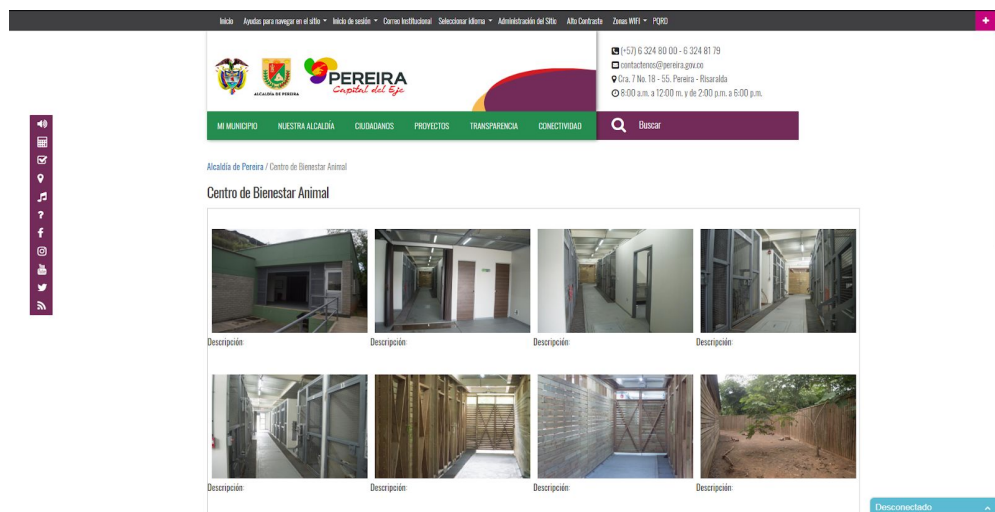 Inicio Ayudas para navegar en el sitio Inicio de sesión Correo Institucional Seleccionar Idioma Administración del Sitio Alto Contraste Zonas WIFI PQRD
ALCALDÍA DE PEREIRA
PEREIRA
Capital del Eje
(+57) 6 324 80 00 - 6 324 81 79
contactenos@pereira.gov.co
Cra. 7 No. 18 - 55. Pereira - Risaralda
8:00 a.m. a 12:00 m. y de 2:00 p.m. a 6:00 p.m.
MI MUNICIPIO NUESTRA ALCALDÍA CIUDADANOS PROYECTOS TRANSPARENCIA CONECTIVIDAD Buscar
Alcaldía de Pereira / Centro de Bienestar Animal
Centro de Bienestar Animal
Descripción: Descripción: Descripción: Descripción:
Descripción: Descripción: Descripción: Descripción:
Desconectado